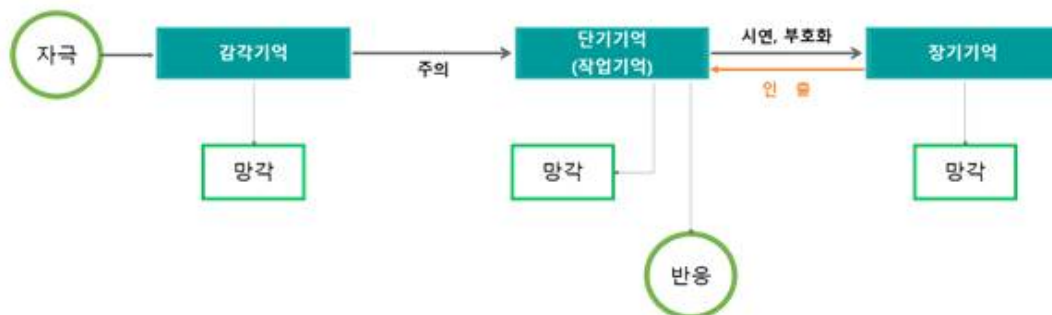 자극
감각기억
주의
단기기억
(작업기억)
시연, 부호화
인 출
장기기억
망각
망각
망각
반응